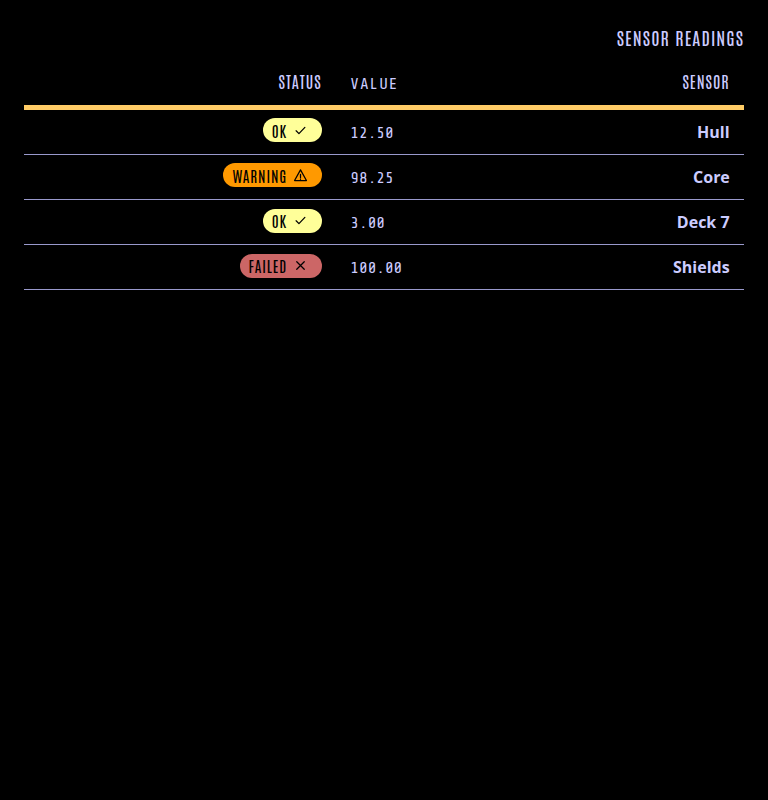 SENSOR READINGS
SENSOR VALUE STATUS
Hull 12.50 OK
Core 98.25 WARNING
Deck 7 3.00 OK
Shields 100.00 FAILED